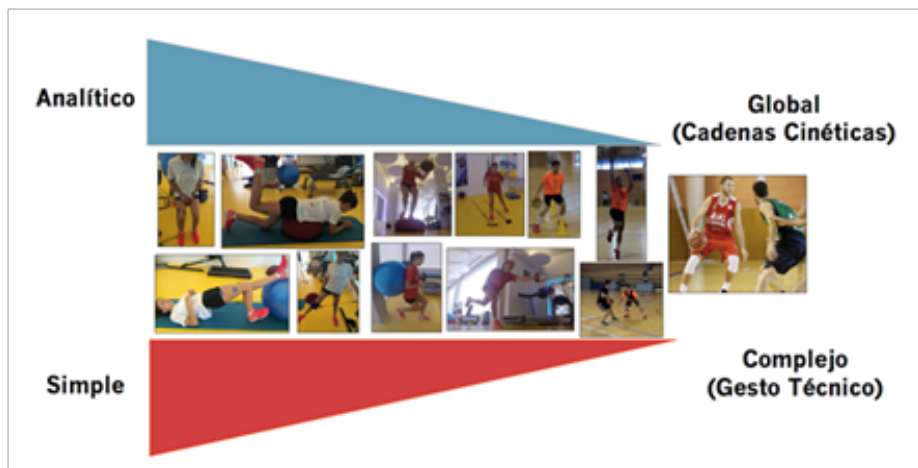 Analítico
Global
(Cadenas Cinéticas)
Simple
Complejo
(Gesto Técnico)